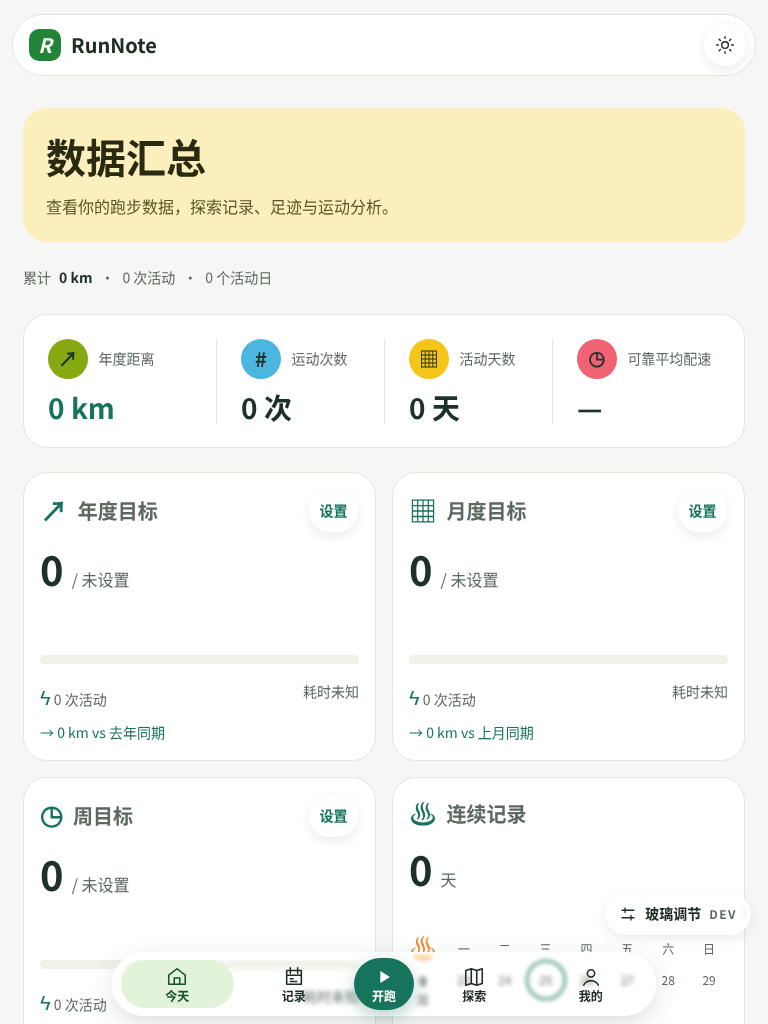 R RunNote
数据汇总
查看你的跑步数据，探索记录、足迹与运动分析。
累计 0 km • 0 次活动 • 0 个活动日
年度距离
0 km
# 运动次数
0 次
活动天数
0 天
可靠平均配速
—
年度目标 设置
0 / 未设置
ϟ 0 次活动 耗时未知
→ 0 km vs 去年同期
月度目标 设置
0 / 未设置
ϟ 0 次活动 耗时未知
→ 0 km vs 上月同期
周目标 设置
0 / 未设置
ϟ 0 次活动
连续记录
0 天
玻璃调节 DEV
一 二 三 四 五 六 日
24 25 27 28 29
今天 记录 开跑 探索 我的